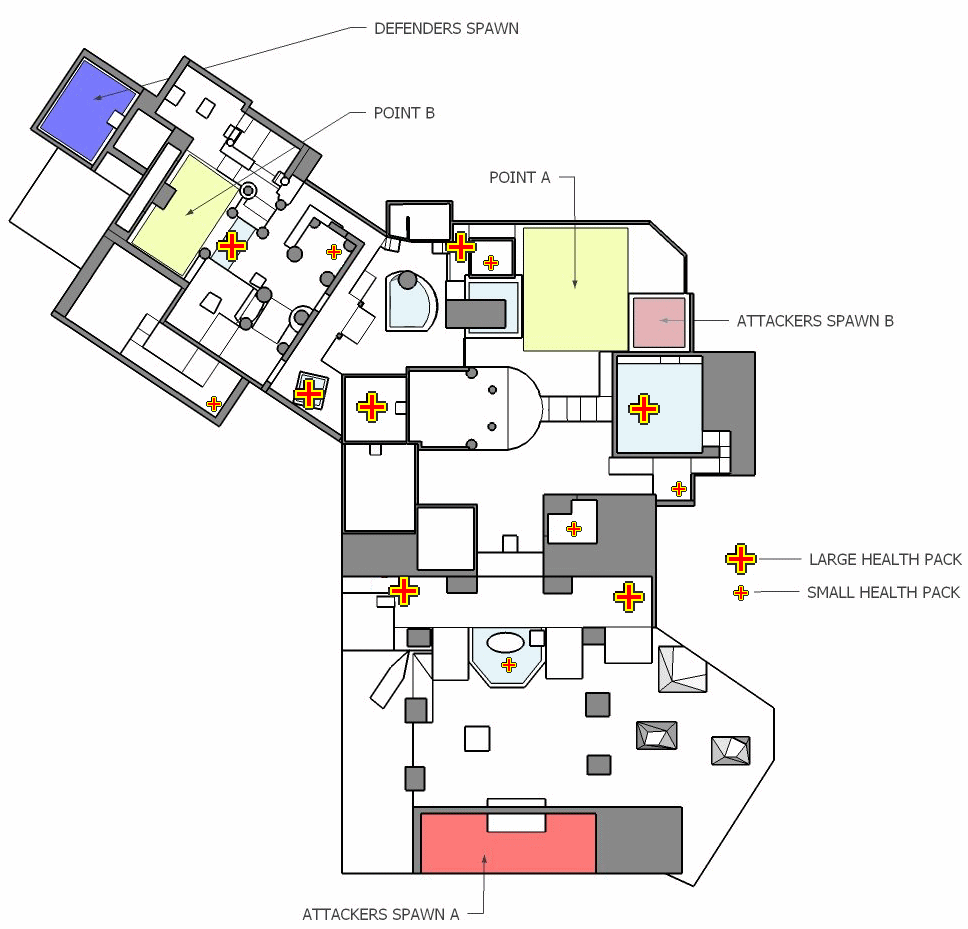 DEFENDERS SPAWN
POINT B
POINT A
ATTACKERS SPAWN B
LARGE HEALTH PACK
SMALL HEALTH PACK
ATTACKERS SPAWN A